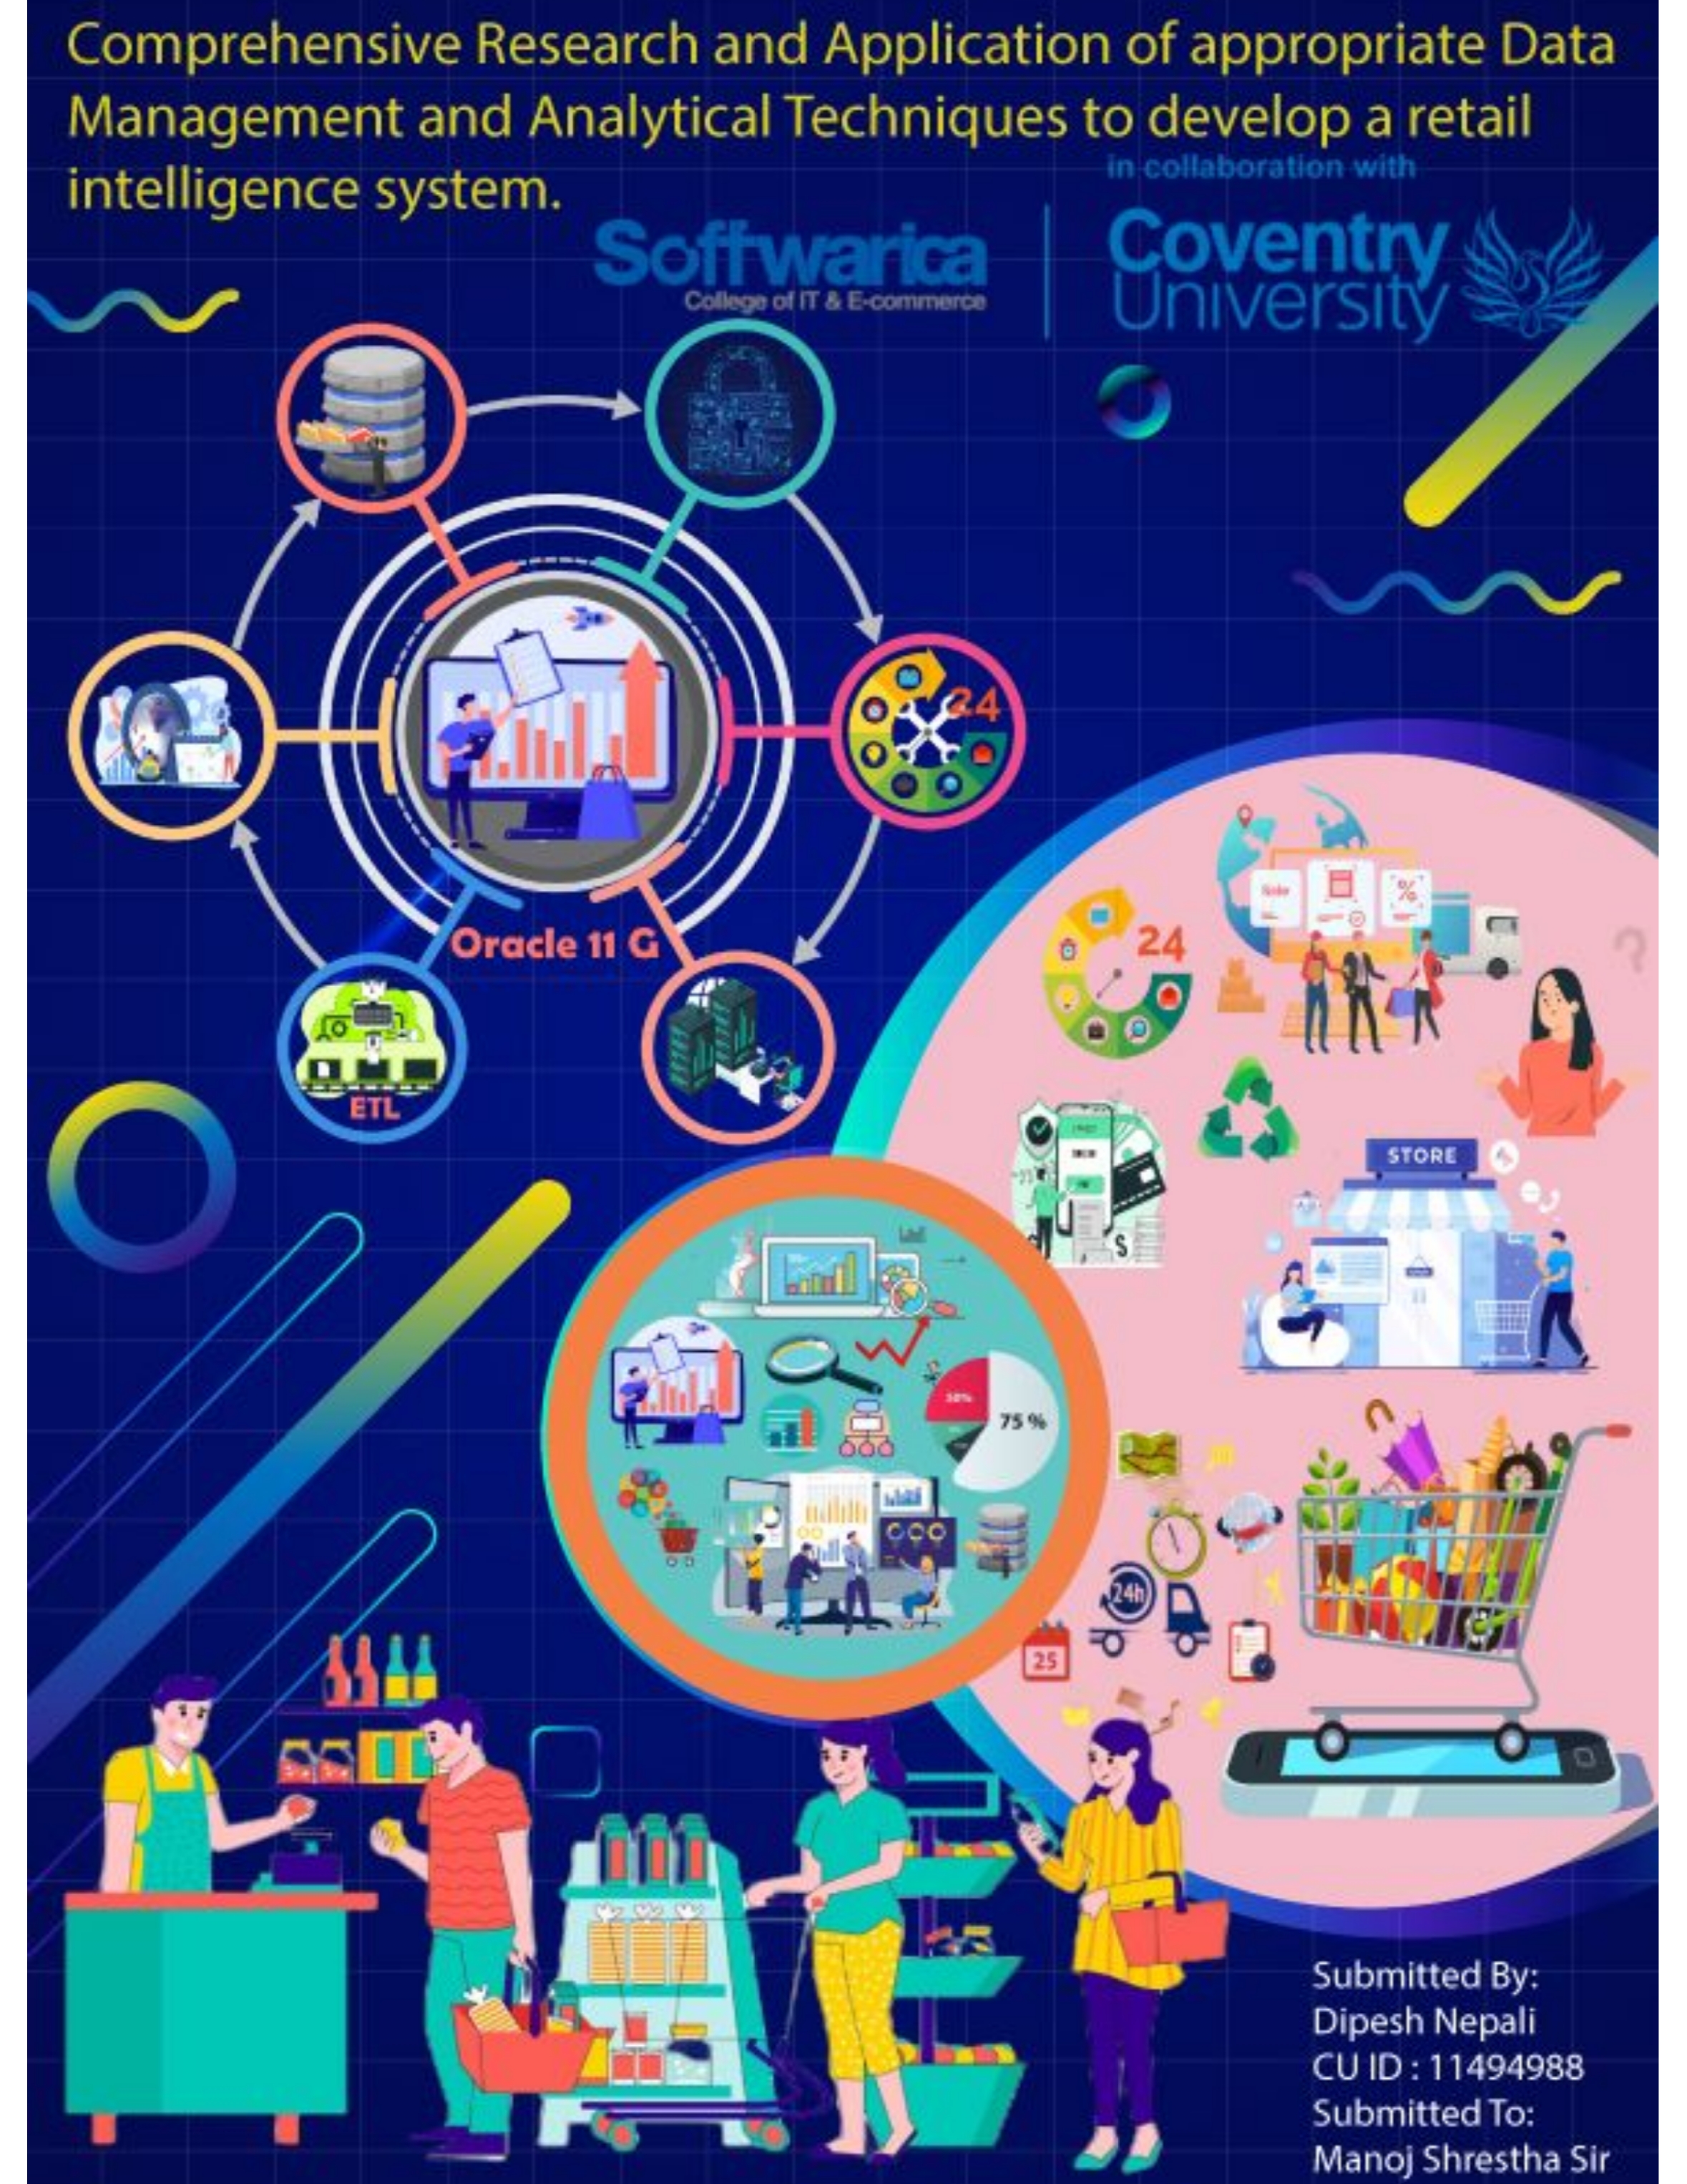 Comprehensive Research and Application of appropriate Data
Management and Analytical Techniques to develop a retail
intelligence system.
in collaboration with
Softwarica
College of IT & E-commerce
Coventry
University
24
Oracle 11 G
ETL
24
%
?
STORE
$
75 %
24h
25
Submitted By:
Dipesh Nepali
CU ID : 11494988
Submitted To:
Manoj Shrestha Sir